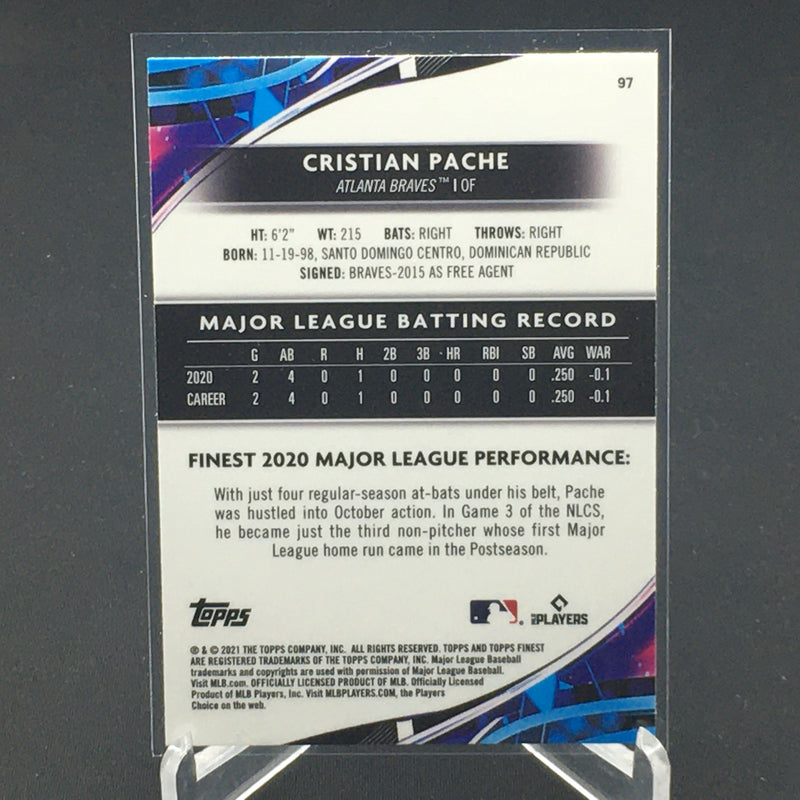 97
CRISTIAN PACHE
ATLANTA BRAVES™ | OF
HT: 6'2" WT: 215 BATS: RIGHT THROWS: RIGHT
BORN: 11-19-98, SANTO DOMINGO CENTRO, DOMINICAN REPUBLIC
SIGNED: BRAVES-2015 AS FREE AGENT
MAJOR LEAGUE BATTING RECORD
G AB R H 2B 3B HR RBI SB AVG WAR
2020 2 4 0 1 0 0 0 0 0 .250 -0.1
CAREER 2 4 0 1 0 0 0 0 0 .250 -0.1
FINEST 2020 MAJOR LEAGUE PERFORMANCE:
With just four regular-season at-bats under his belt, Pache
was hustled into October action. In Game 3 of the NLCS,
he became just the third non-pitcher whose first Major
League home run came in the Postseason.
Topps
MLB PLAYERS
® & © 2021 THE TOPPS COMPANY, INC. ALL RIGHTS RESERVED. TOPPS AND TOPPS FINEST
ARE REGISTERED TRADEMARKS OF THE TOPPS COMPANY, INC. Major League Baseball
trademarks and copyrights are used with permission of Major League Baseball.
Visit MLB.com. OFFICIALLY LICENSED PRODUCT OF MLB. Officially Licensed
Product of MLB Players, Inc. Visit MLBPLAYERS.COM, the Players
Choice on the web.